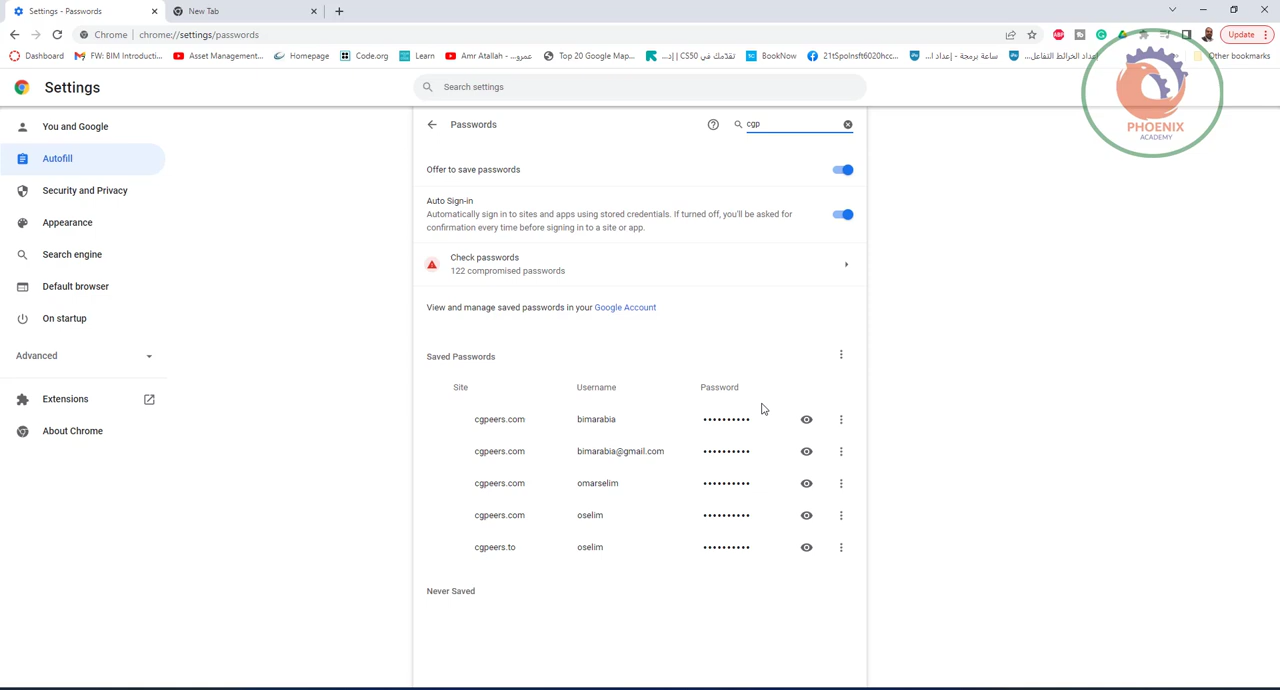 Settings - Passwords
New Tab
Chrome | chrome://settings/passwords
Update
Dashboard
FW: BIM Introducti...
Asset Management...
Homepage
Code.org
Learn
Amr Atallah - عمرو...
Top 20 Google Map...
تقدّمك في CS50 | إد...
BookNow
21tSpoInsft6020hcc...
ساعة برمجة - إعداد ا...
إعداد الخرائط التفاعل...
Other bookmarks
Settings
Search settings
PHOENIX
ACADEMY
You and Google
Autofill
Security and Privacy
Appearance
Search engine
Default browser
On startup
Advanced
Extensions
About Chrome
Passwords
cgp
Offer to save passwords
Auto Sign-in
Automatically sign in to sites and apps using stored credentials. If turned off, you'll be asked for
confirmation every time before signing in to a site or app.
Check passwords
122 compromised passwords
View and manage saved passwords in your Google Account
Saved Passwords
Site Username Password
cgpeers.com bimarabia ••••••••••
cgpeers.com bimarabia@gmail.com ••••••••••
cgpeers.com omarselim ••••••••••
cgpeers.com oselim ••••••••••
cgpeers.to oselim ••••••••••
Never Saved